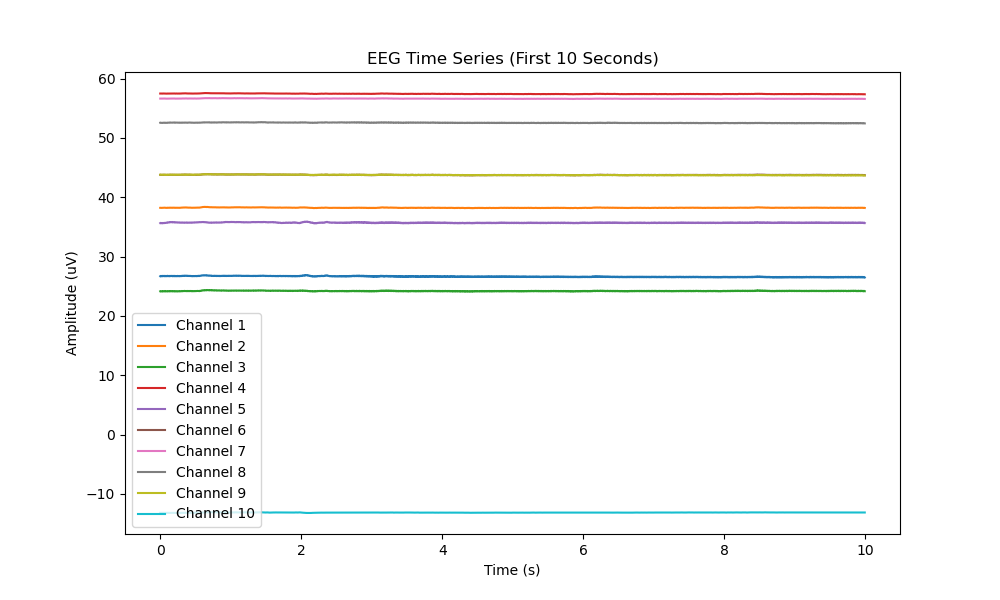 EEG Time Series (First 10 Seconds)
60
50
40
30
20
10
0
−10
Amplitude (uV)
Channel 1
Channel 2
Channel 3
Channel 4
Channel 5
Channel 6
Channel 7
Channel 8
Channel 9
Channel 10
0 2 4 6 8 10
Time (s)